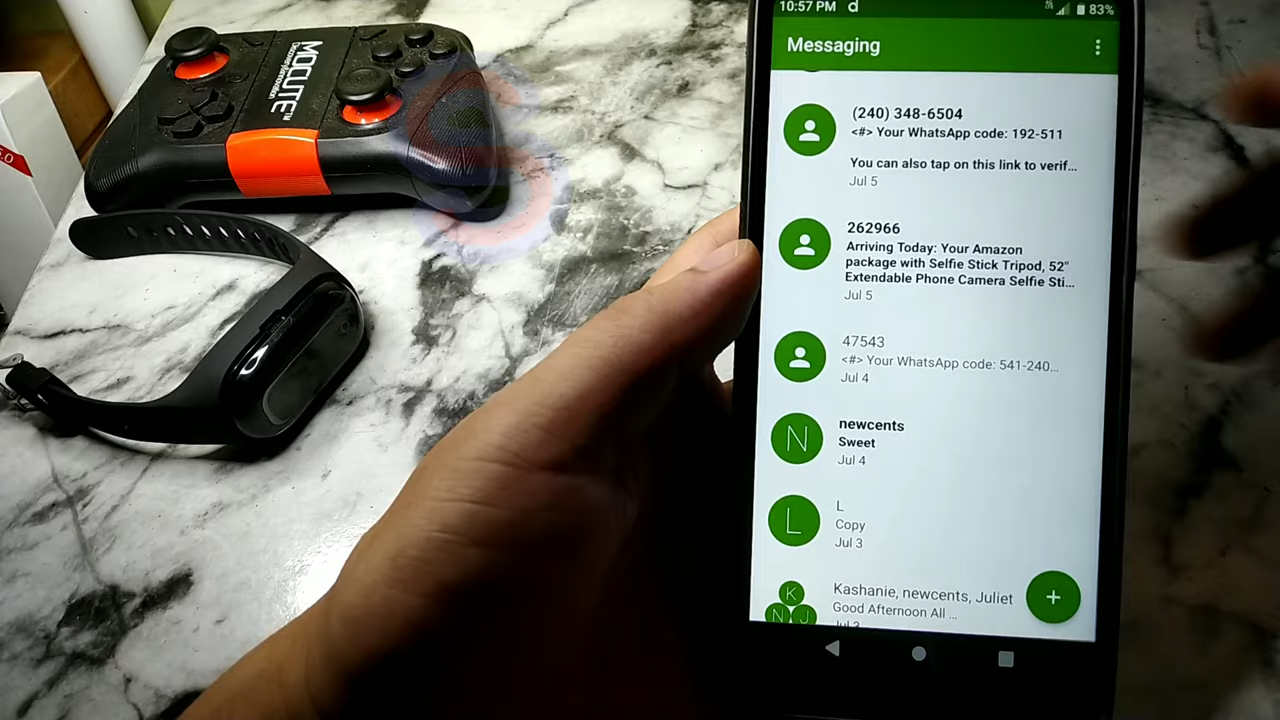 MOCUTE™
10:57 PM
83%
Messaging
(240) 348-6504
<#> Your WhatsApp code: 192-511
You can also tap on this link to verif...
Jul 5
262966
Arriving Today: Your Amazon
package with Selfie Stick Tripod, 52"
Extendable Phone Camera Selfie Sti...
Jul 5
47543
<#> Your WhatsApp code: 541-240...
Jul 4
N
newcents
Sweet
Jul 4
L
L
Copy
Jul 3
K
N J
Kashanie, newcents, Juliet
Good Afternoon All ...
Jul 3
+